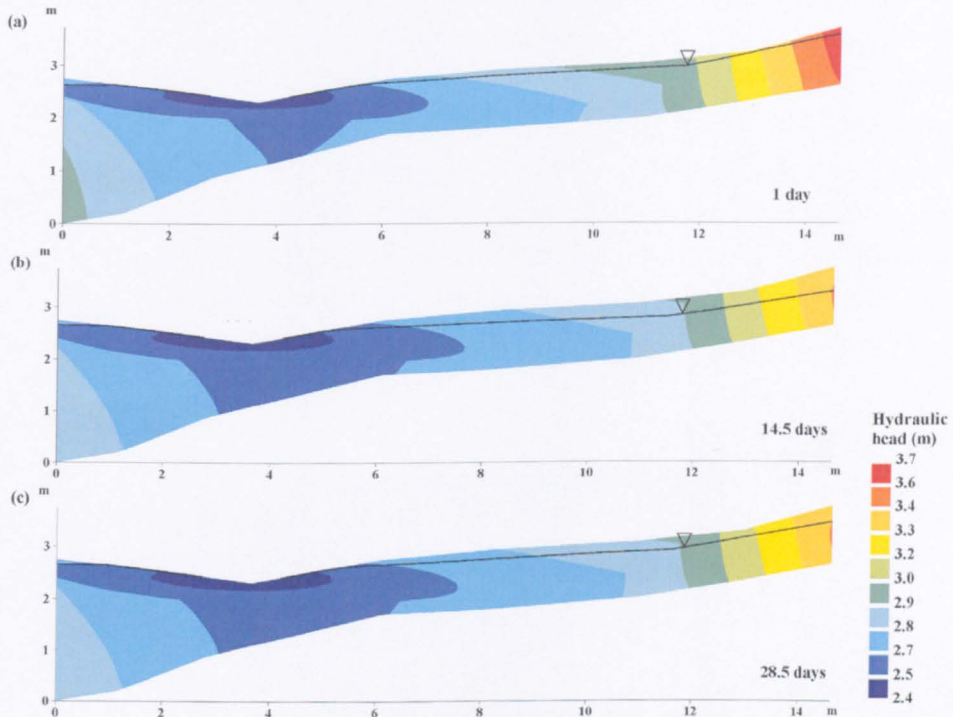 (a)
m
3
2
1
0
0 2 4 6 8 10 12 14 m
1 day
(b)
m
3
2
1
0
0 2 4 6 8 10 12 14 m
14.5 days
(c)
m
3
2
1
0
0 2 4 6 8 10 12 14 m
28.5 days
Hydraulic
head (m)
3.7
3.6
3.4
3.3
3.2
3.0
2.9
2.8
2.7
2.5
2.4